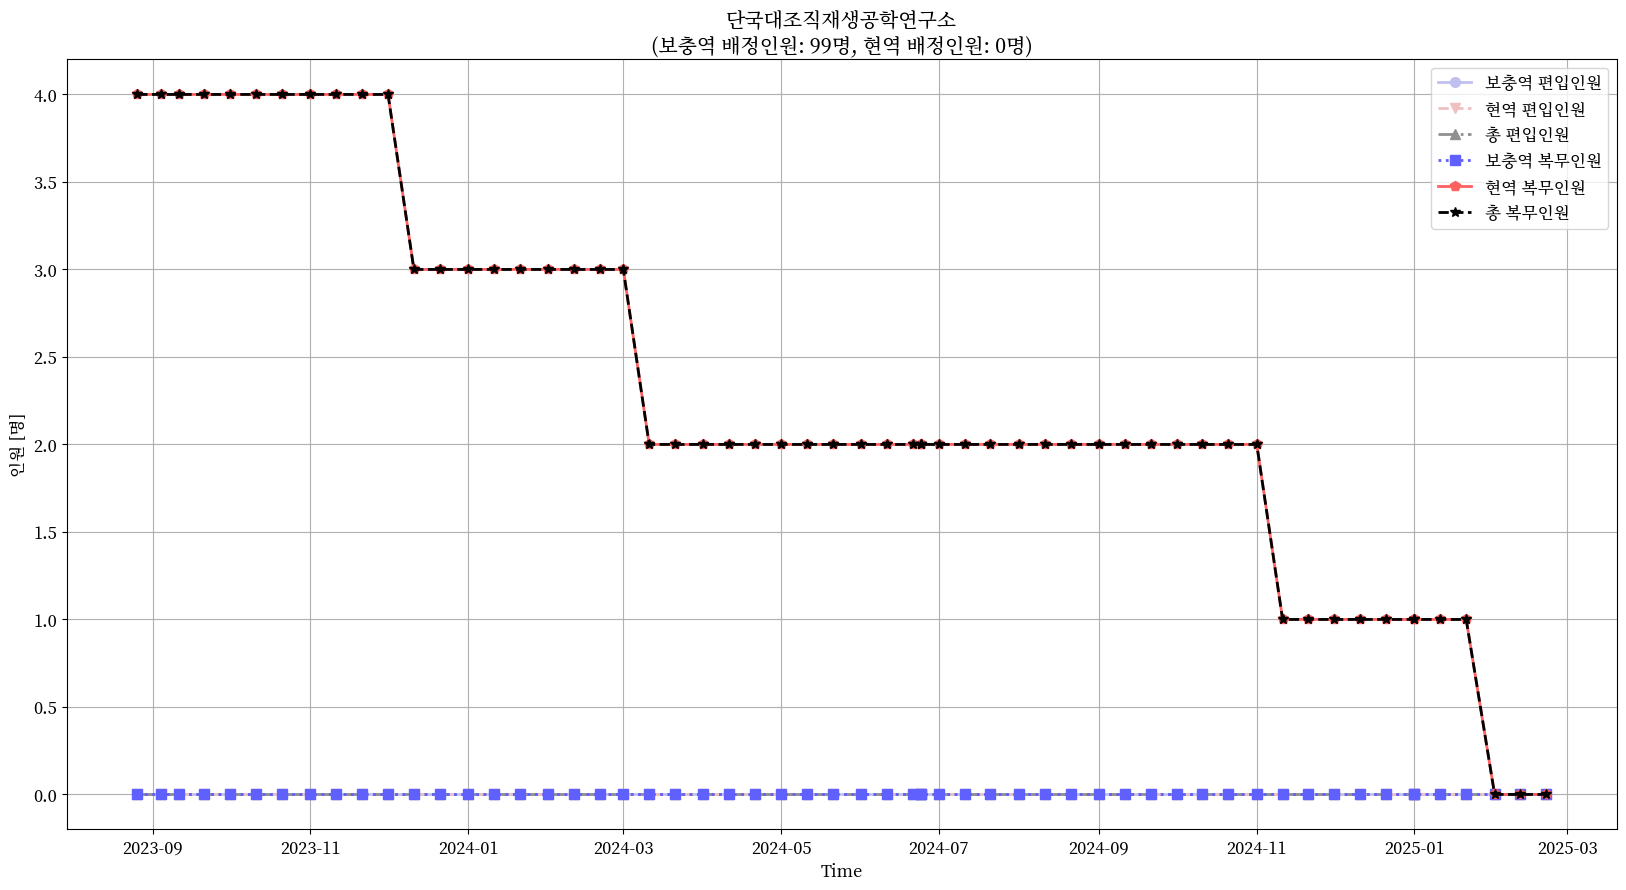 단국대조직재생공학연구소
(보충역 배정인원: 99명, 현역 배정인원: 0명)
보충역 편입인원
현역 편입인원
총 편입인원
보충역 복무인원
현역 복무인원
총 복무인원
인원 [명]
4.0
3.5
3.0
2.5
2.0
1.5
1.0
0.5
0.0
2023-09
2023-11
2024-01
2024-03
2024-05
2024-07
2024-09
2024-11
2025-01
2025-03
Time